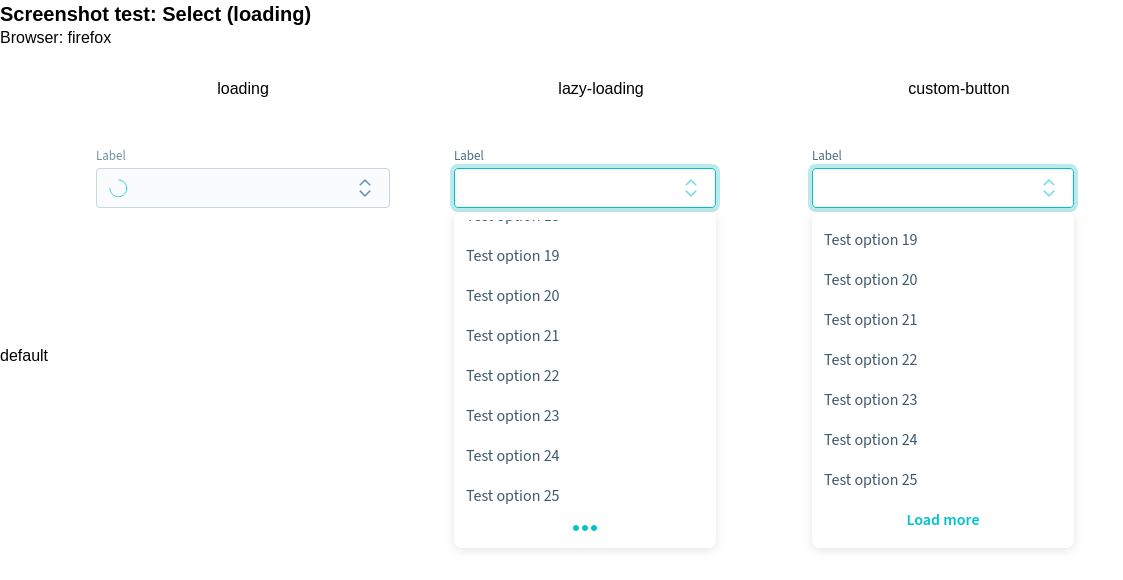 Screenshot test: Select (loading)
Browser: firefox
loading
lazy-loading
custom-button
default
Label
Label
Test option 19
Test option 20
Test option 21
Test option 22
Test option 23
Test option 24
Test option 25
Label
Test option 19
Test option 20
Test option 21
Test option 22
Test option 23
Test option 24
Test option 25
Load more